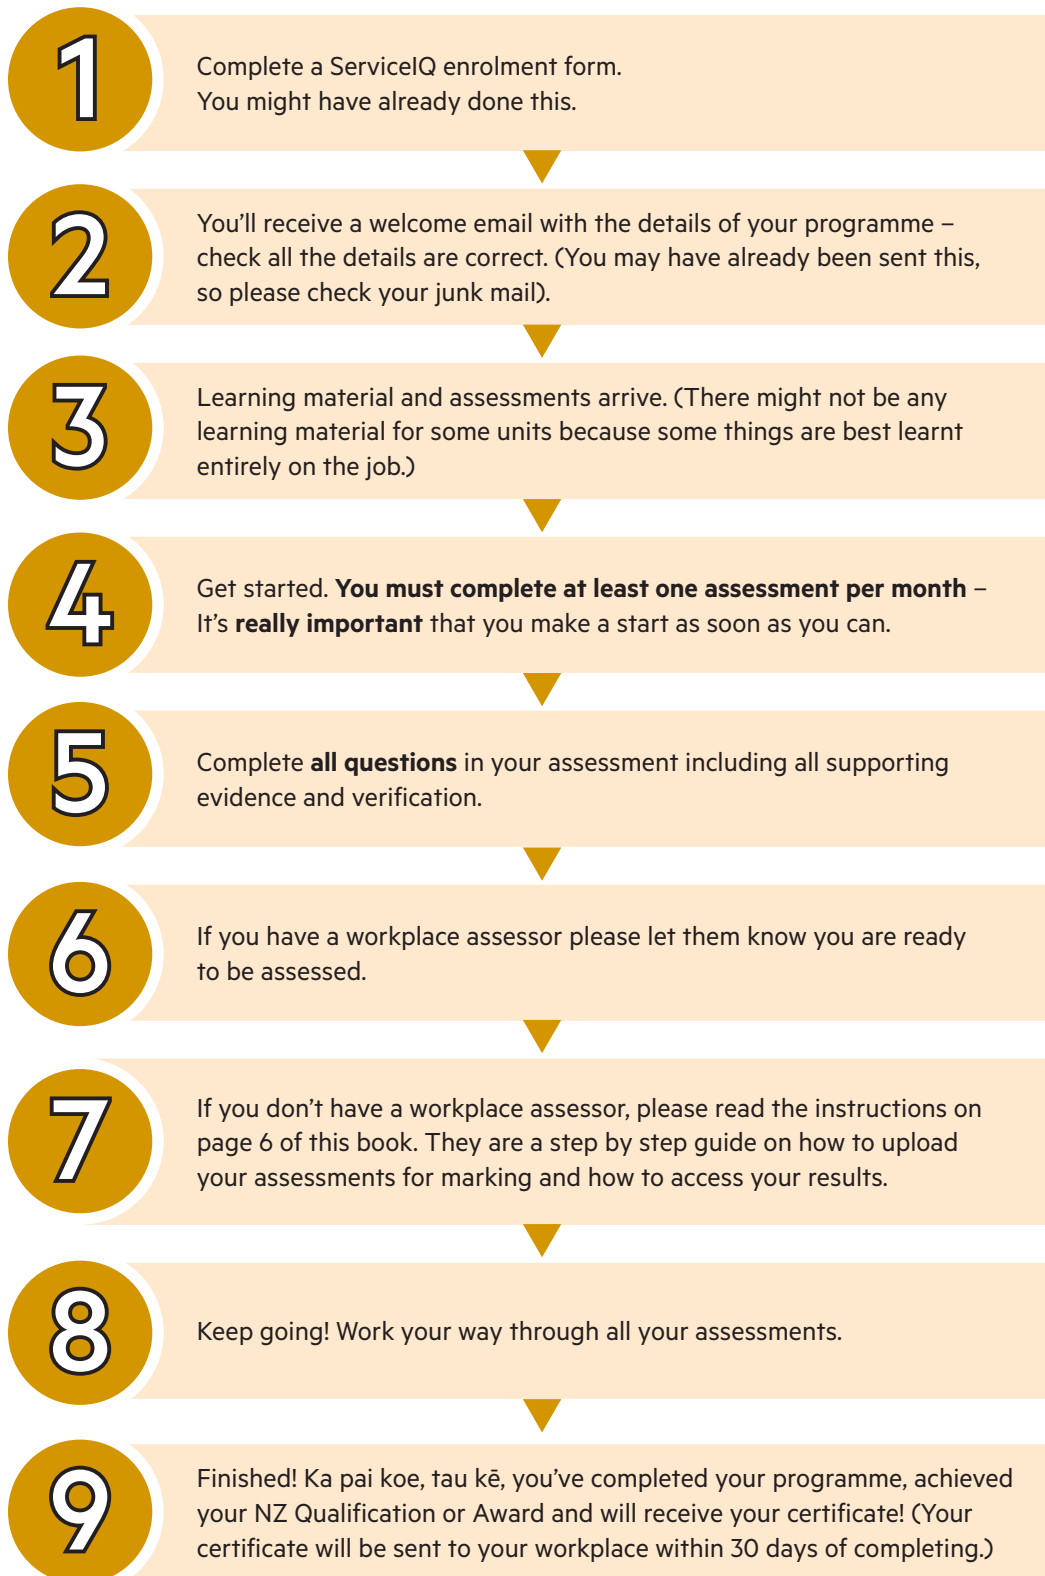 1
Complete a ServiceIQ enrolment form.
You might have already done this.
2
You’ll receive a welcome email with the details of your programme –
check all the details are correct. (You may have already been sent this,
so please check your junk mail).
3
Learning material and assessments arrive. (There might not be any
learning material for some units because some things are best learnt
entirely on the job.)
4
Get started. You must complete at least one assessment per month –
It’s really important that you make a start as soon as you can.
5
Complete all questions in your assessment including all supporting
evidence and verification.
6
If you have a workplace assessor please let them know you are ready
to be assessed.
7
If you don’t have a workplace assessor, please read the instructions on
page 6 of this book. They are a step by step guide on how to upload
your assessments for marking and how to access your results.
8
Keep going! Work your way through all your assessments.
9
Finished! Ka pai koe, tau kē, you’ve completed your programme, achieved
your NZ Qualification or Award and will receive your certificate! (Your
certificate will be sent to your workplace within 30 days of completing.)